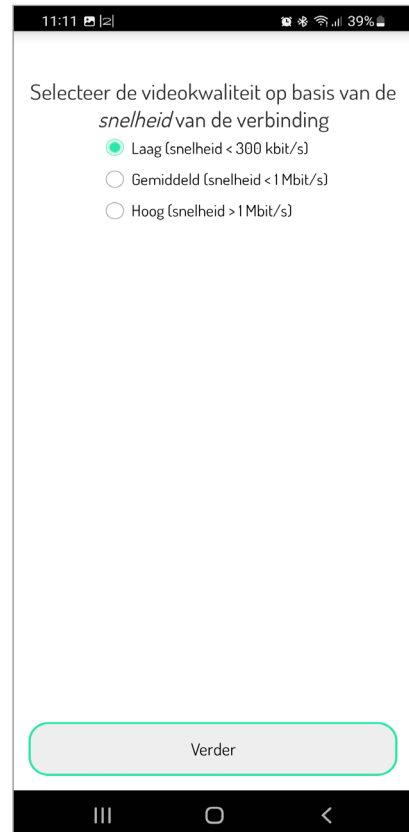 11:11 39%
Selecteer de videokwaliteit op basis van de
snelheid van de verbinding
Laag (snelheid < 300 kbit/s)
Gemiddeld (snelheid < 1 Mbit/s)
Hoog (snelheid > 1 Mbit/s)
Verder